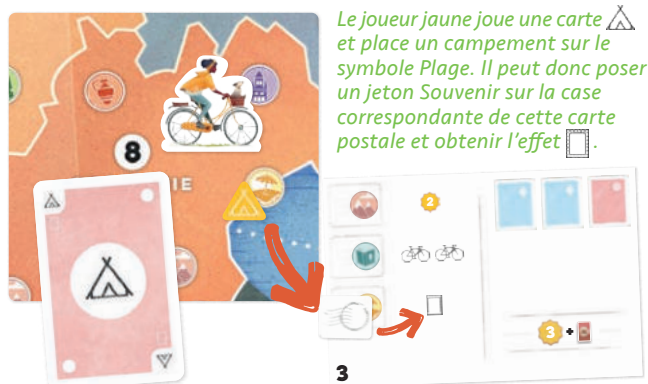 Le joueur jaune joue une carte
et place un campement sur le
symbole Plage. Il peut donc poser
un jeton Souvenir sur la case
correspondante de cette carte
postale et obtenir l’effet .
8
IE
2
3 +
3